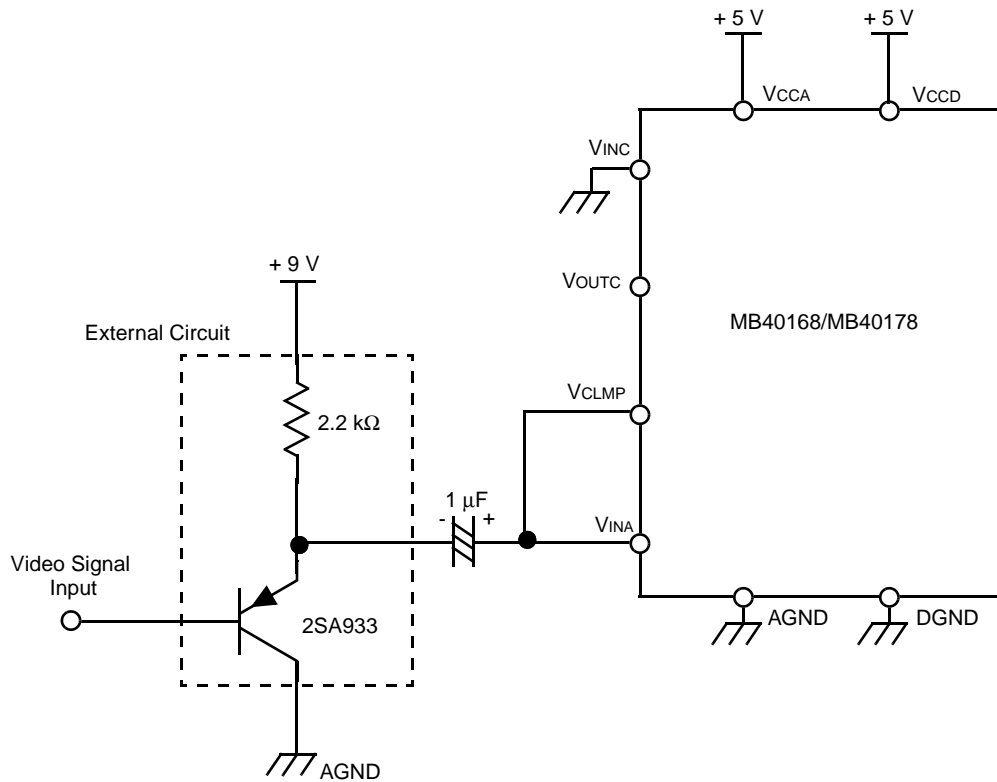 + 5 V
+ 5 V
VCCA
VCCD
VINC
+ 9 V
VOUTC
MB40168/MB40178
External Circuit
VCLMP
2.2 kΩ
1 μF
- +
VINA
Video Signal
Input
2SA933
AGND
DGND
AGND